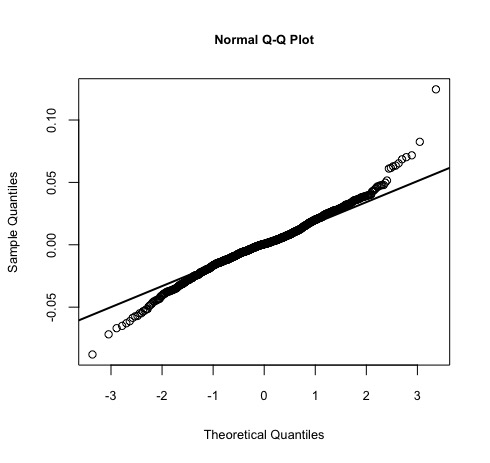 Normal Q-Q Plot
Sample Quantiles
0.10
0.05
0.00
-0.05
-3 -2 -1 0 1 2 3
Theoretical Quantiles